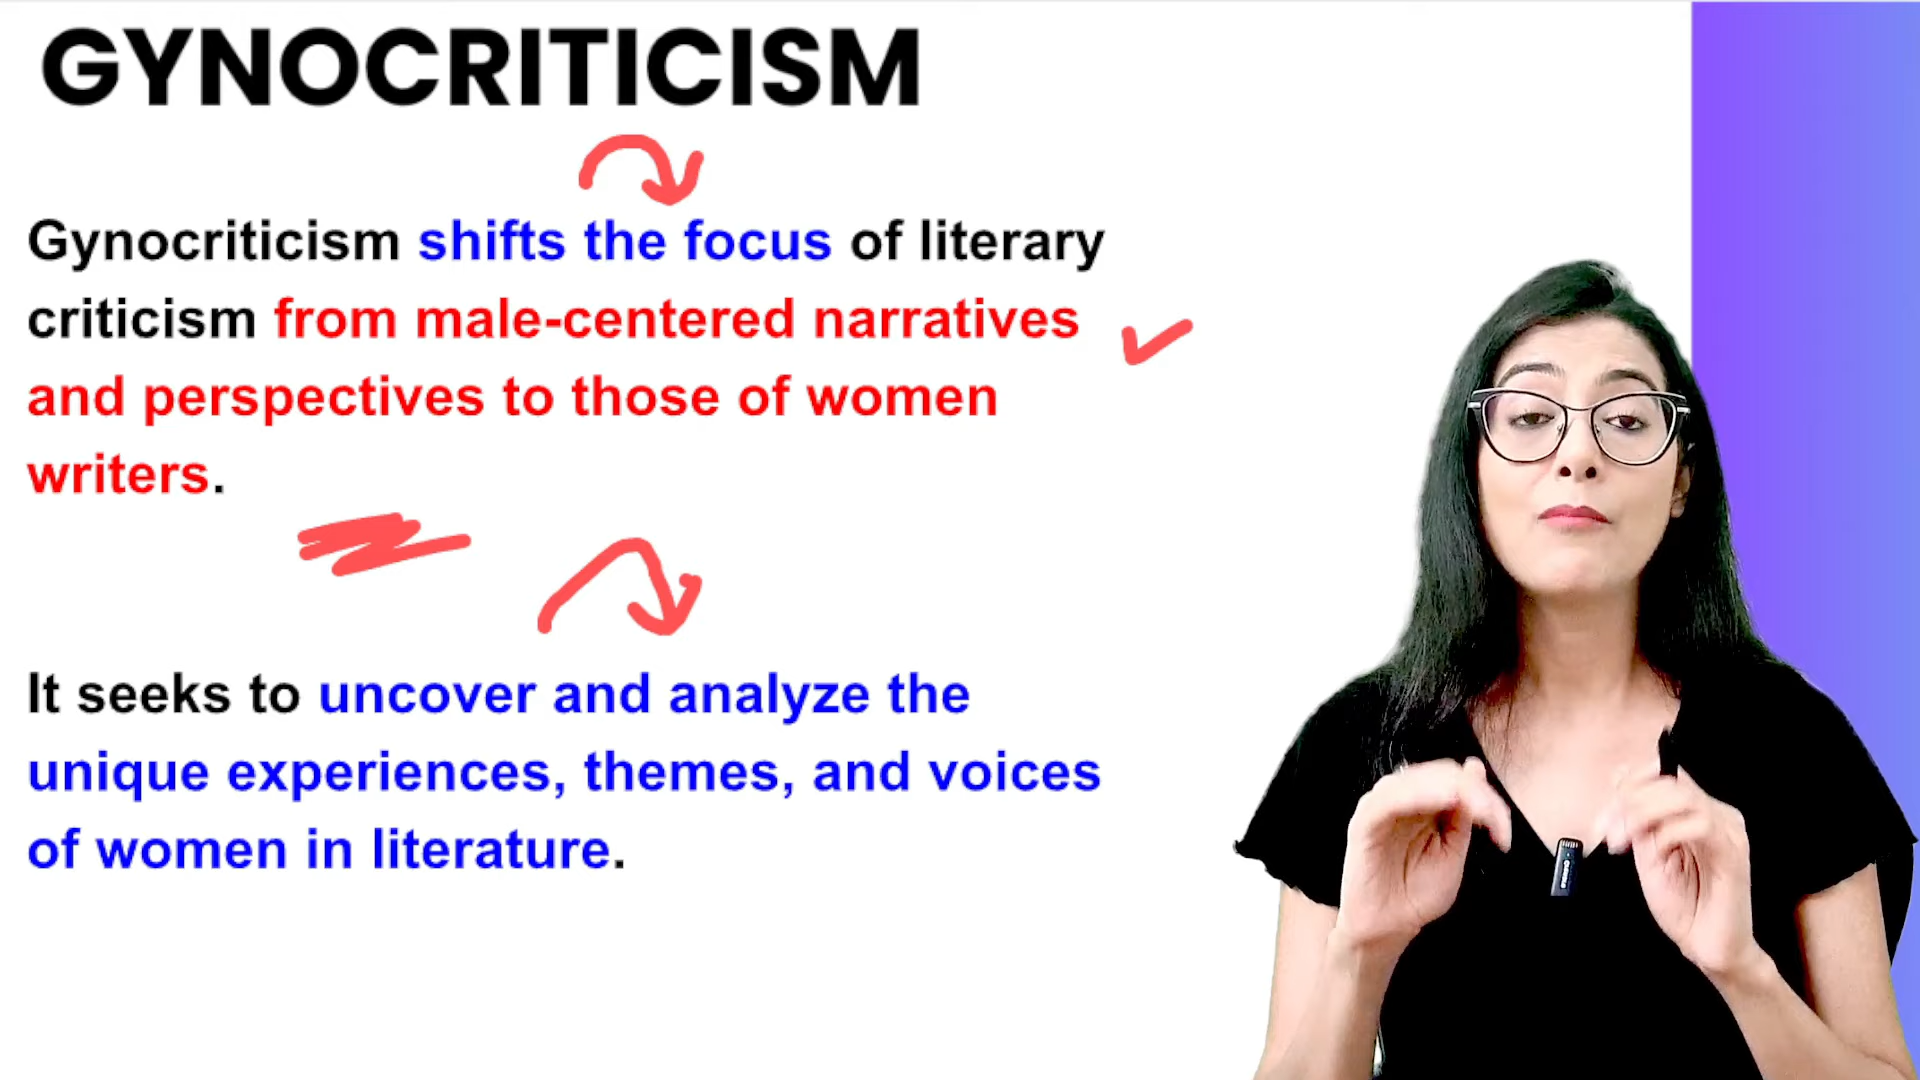 GYNOCRITICISM
Gynocriticism shifts the focus of literary
criticism from male-centered narratives
and perspectives to those of women
writers.
It seeks to uncover and analyze the
unique experiences, themes, and voices
of women in literature.